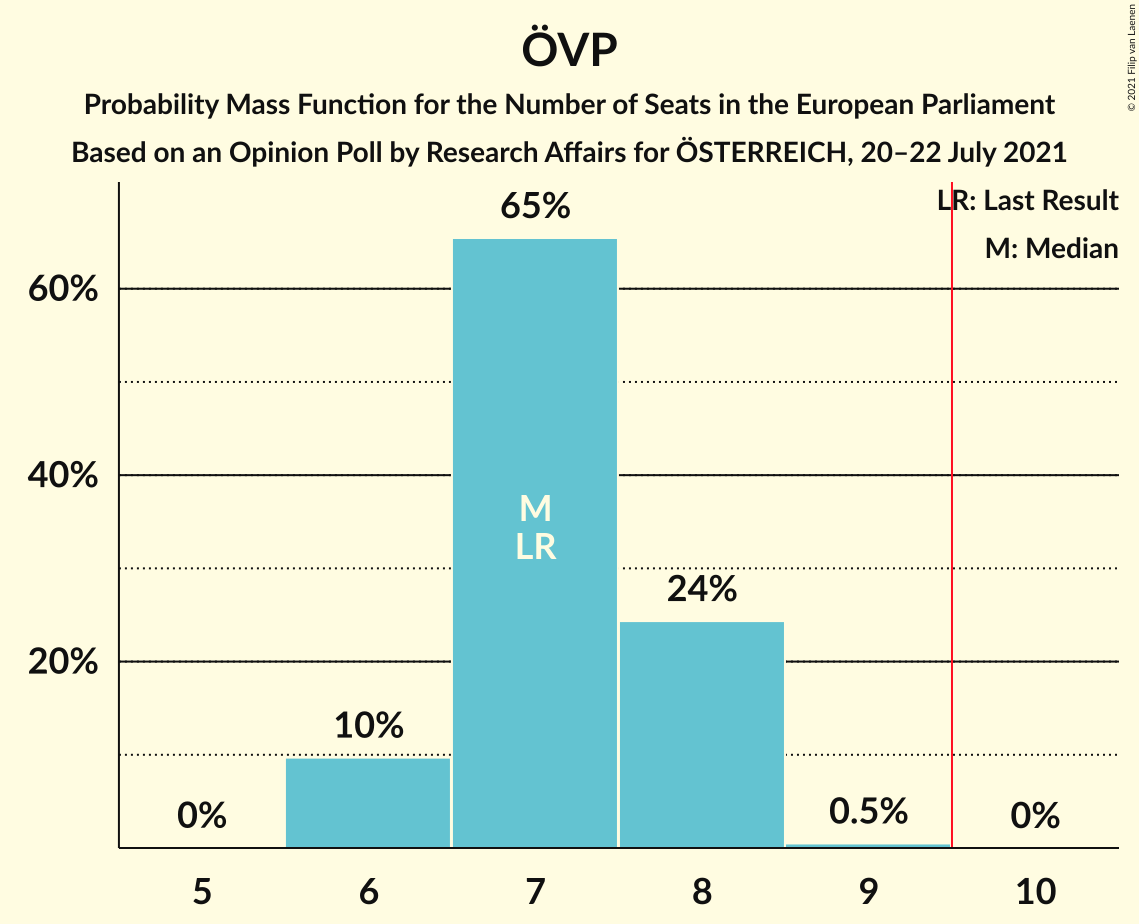 ÖVP
Probability Mass Function for the Number of Seats in the European Parliament
Based on an Opinion Poll by Research Affairs for ÖSTERREICH, 20–22 July 2021
© 2021 Filip van Laenen
LR: Last Result
M: Median
65%
60%
40%
M
LR
24%
20%
10%
0%
0.5%
0%
5
6
7
8
9
10